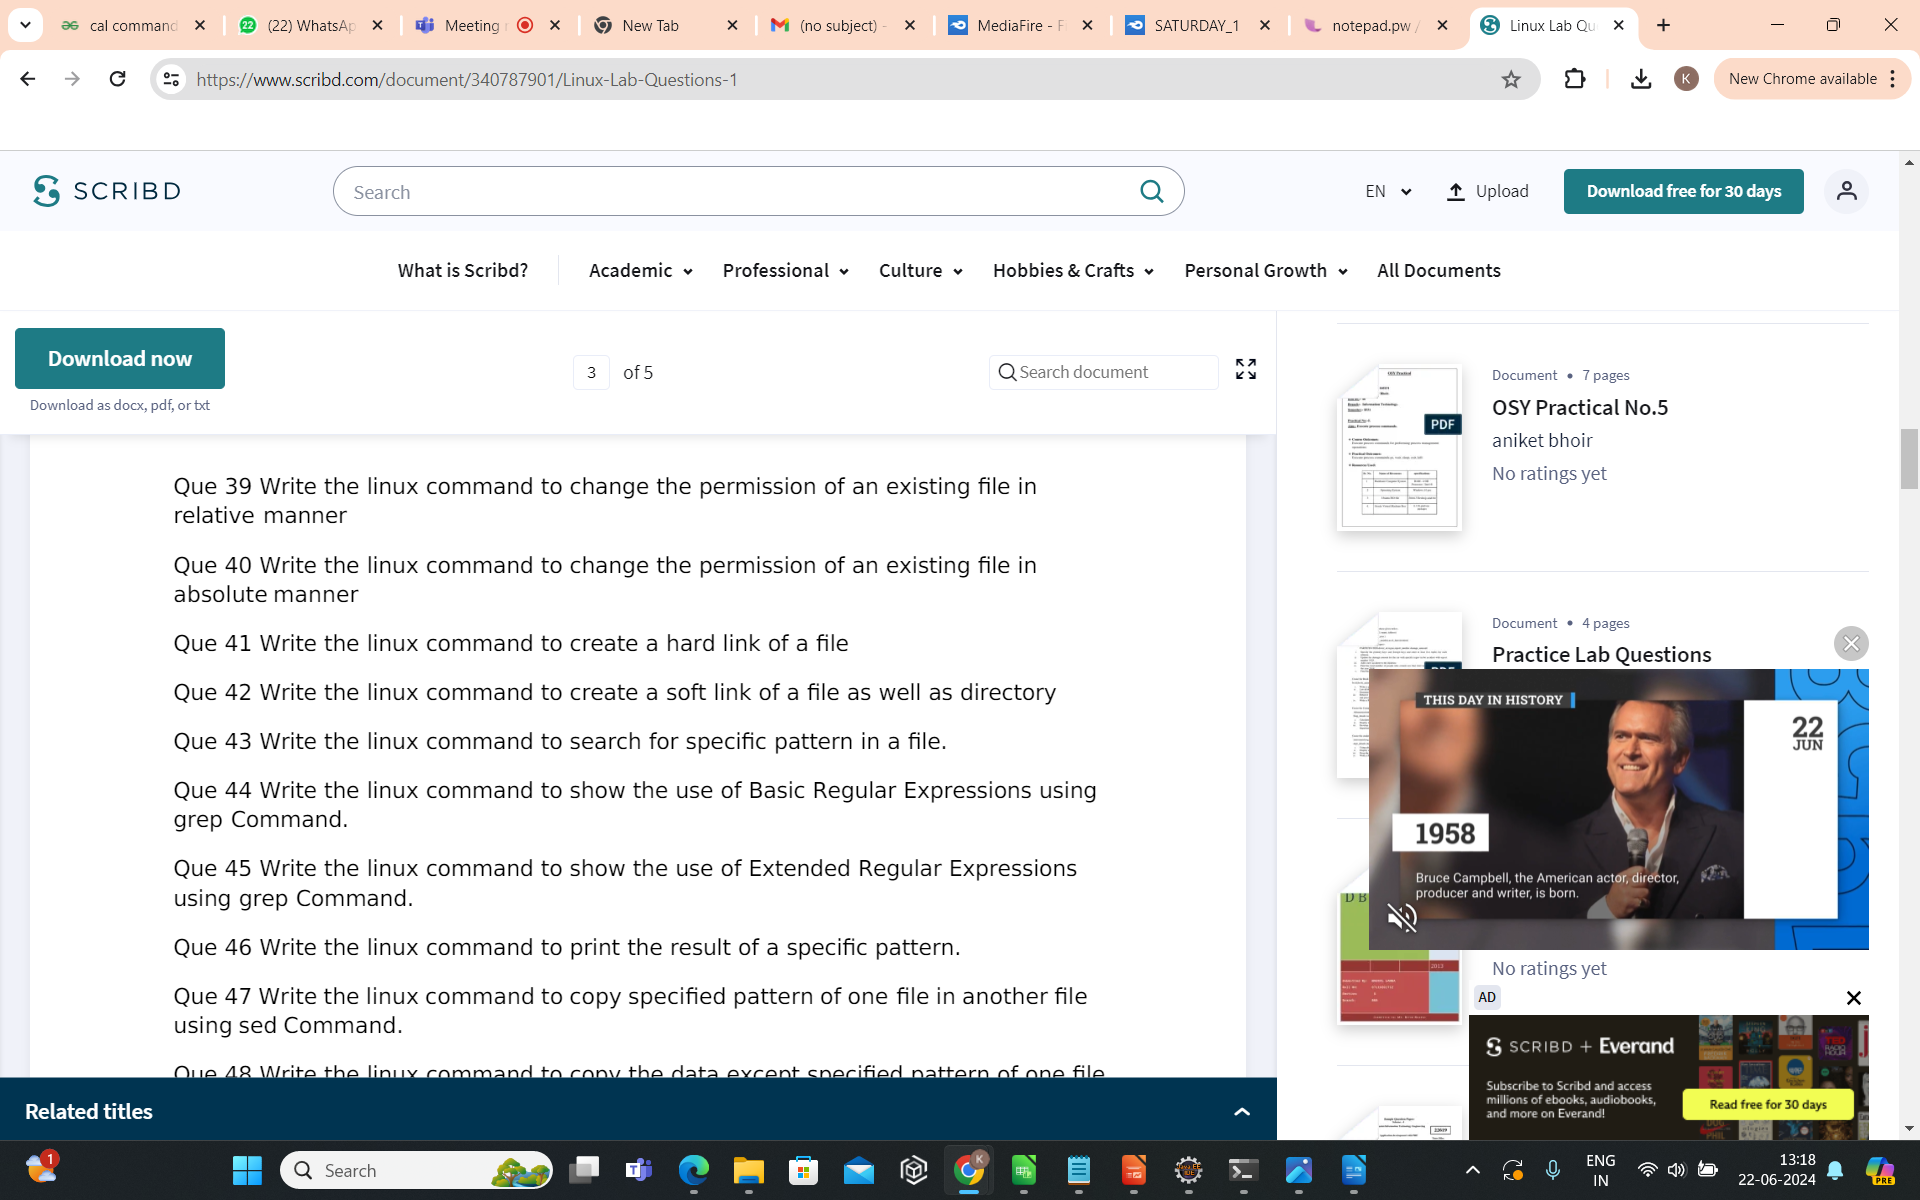 cal command
(22) WhatsAp
Meeting
New Tab
(no subject) -
MediaFire - F
SATURDAY_1
notepad.pw /
Linux Lab Qu
https://www.scribd.com/document/340787901/Linux-Lab-Questions-1
K
New Chrome available
SCRIBD
Search
EN
Upload
Download free for 30 days
What is Scribd?
Academic
Professional
Culture
Hobbies & Crafts
Personal Growth
All Documents
Download now
Download as docx, pdf, or txt
3 of 5
Search document
Que 39 Write the linux command to change the permission of an existing file in
relative manner
Que 40 Write the linux command to change the permission of an existing file in
absolute manner
Que 41 Write the linux command to create a hard link of a file
Que 42 Write the linux command to create a soft link of a file as well as directory
Que 43 Write the linux command to search for specific pattern in a file.
Que 44 Write the linux command to show the use of Basic Regular Expressions using
grep Command.
Que 45 Write the linux command to show the use of Extended Regular Expressions
using grep Command.
Que 46 Write the linux command to print the result of a specific pattern.
Que 47 Write the linux command to copy specified pattern of one file in another file
using sed Command.
Que 48 Write the linux command to copy the data except specified pattern of one file
Related titles
PDF
Document • 7 pages
OSY Practical No.5
aniket bhoir
No ratings yet
Document • 4 pages
Practice Lab Questions
THIS DAY IN HISTORY
22
JUN
1958
Bruce Campbell, the American actor, director,
producer and writer, is born.
D B
2013
No ratings yet
AD
SCRIBD + Everand
Subscribe to Scribd and access
millions of ebooks, audiobooks,
and more on Everand!
Read free for 30 days
1
Search
K
ENG
IN
13:18
22-06-2024
PRE